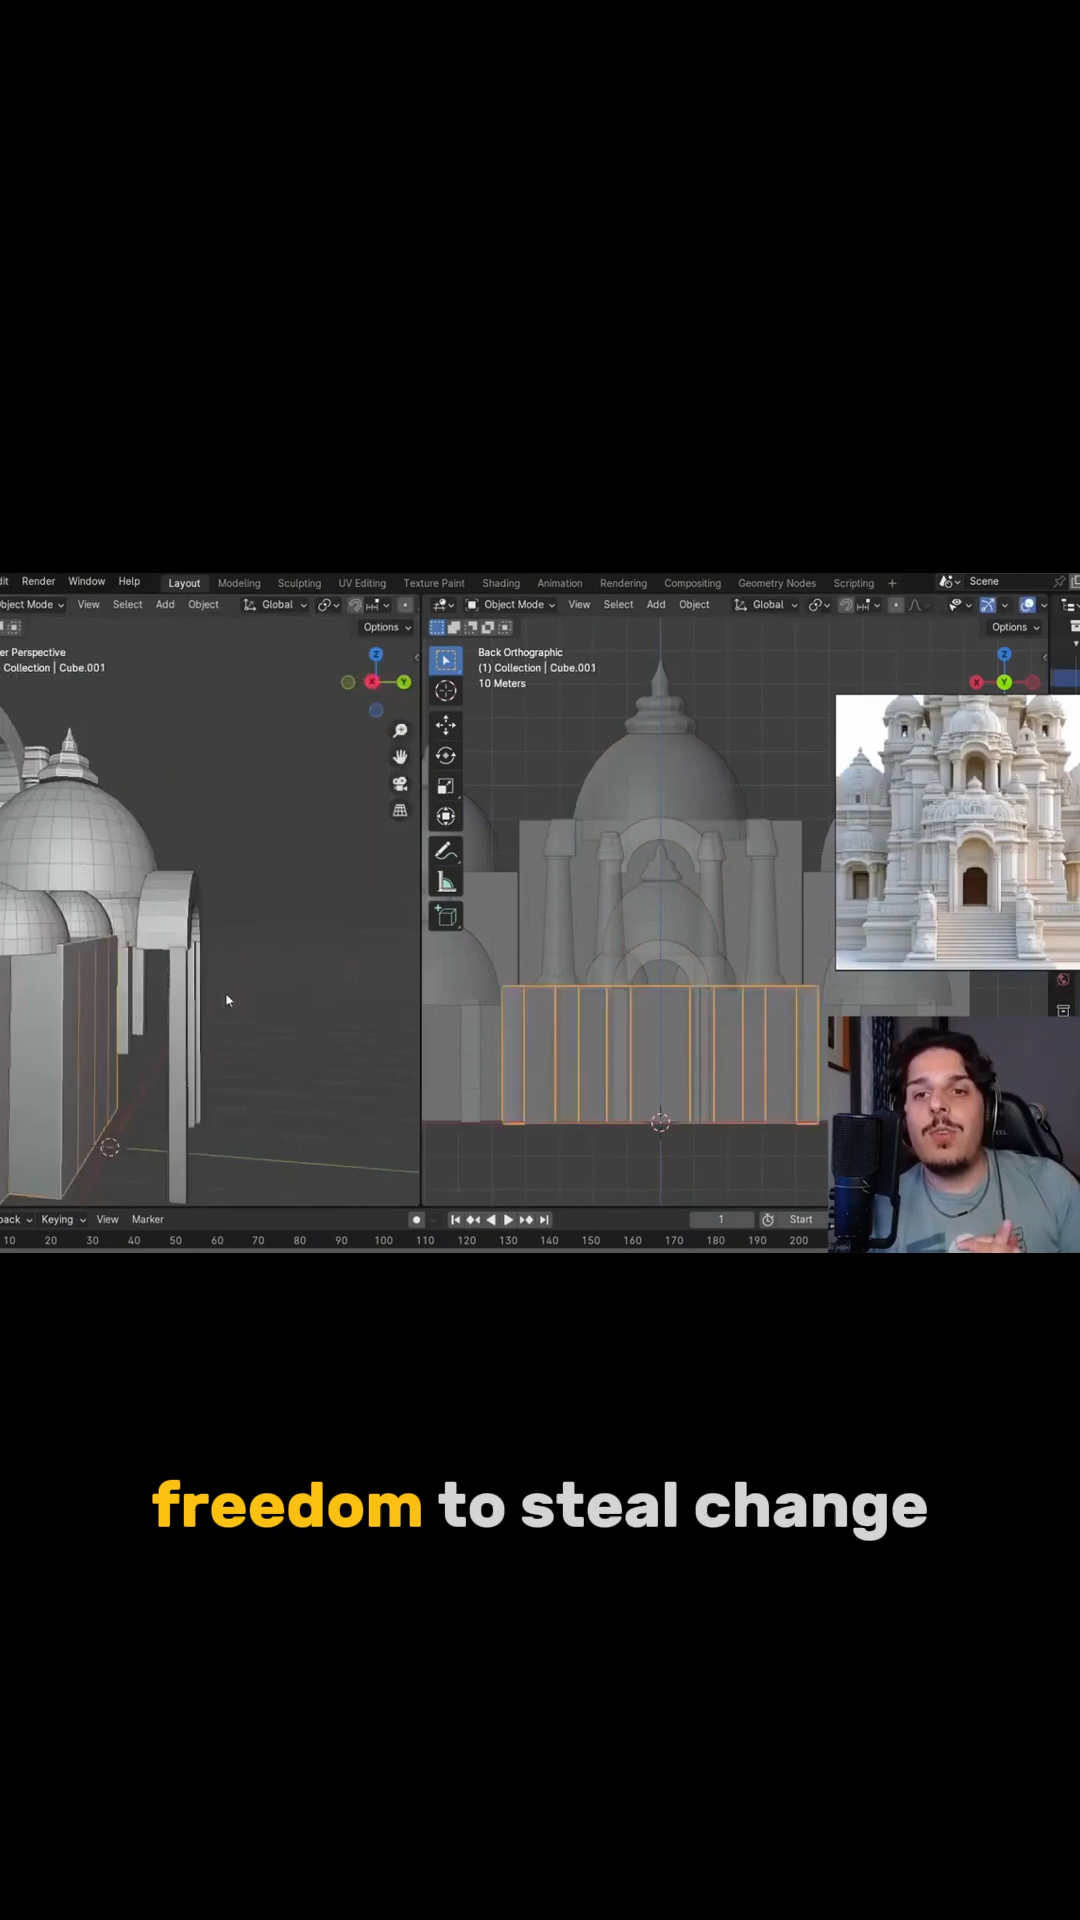 dit Render Window Help Layout Modeling Sculpting UV Editing Texture Paint Shading Animation Rendering Compositing Geometry Nodes Scripting + Scene
bject Mode View Select Add Object Global Object Mode View Select Add Object Global
Options Options
er Perspective
Collection | Cube.001
Z
X Y
Back Orthographic
(1) Collection | Cube.001
10 Meters
Z
X Y
back Keying View Marker 1 Start
10 20 30 40 50 60 70 80 90 100 110 120 130 140 150 160 170 180 190 200
freedom to steal change